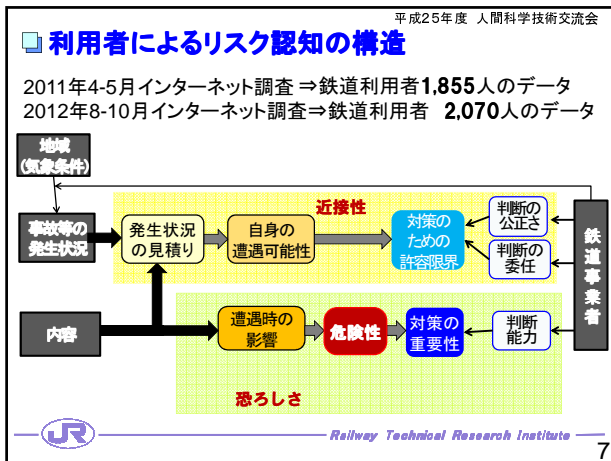 平成25年度 人間科学技術交流会
利用者によるリスク認知の構造
2011年4-5月インターネット調査 ⇒鉄道利用者1,855人のデータ
2012年8-10月インターネット調査⇒鉄道利用者 2,070人のデータ
地域
(気象条件)
事故等の
発生状況
発生状況
の見積り
自身の
遭遇可能性
近接性
対策の
ための
許容限界
判断の
公正さ
判断の
委任
鉄道事業者
内容
遭遇時の
影響
危険性
対策の
重要性
判断
能力
恐ろしさ
JR
Railway Technical Research Institute
7